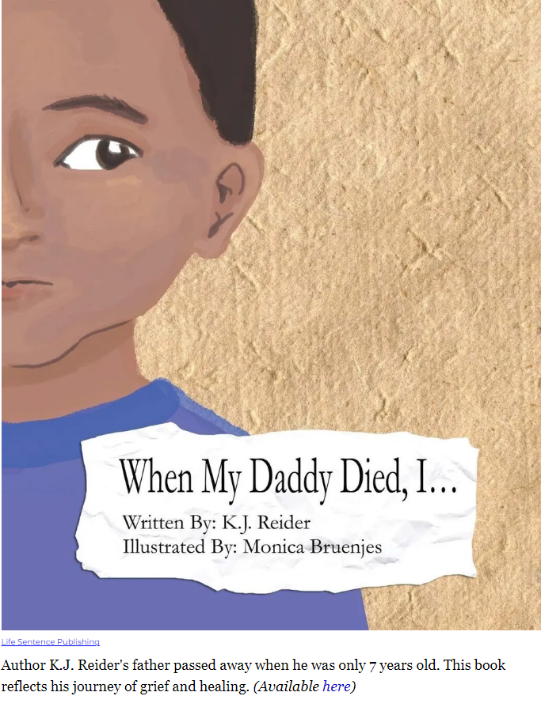 When My Daddy Died, I...
Written By: K.J. Reider
Illustrated By: Monica Bruenjes
Life Sentence Publishing
Author K.J. Reider's father passed away when he was only 7 years old. This book
reflects his journey of grief and healing. (Available here)